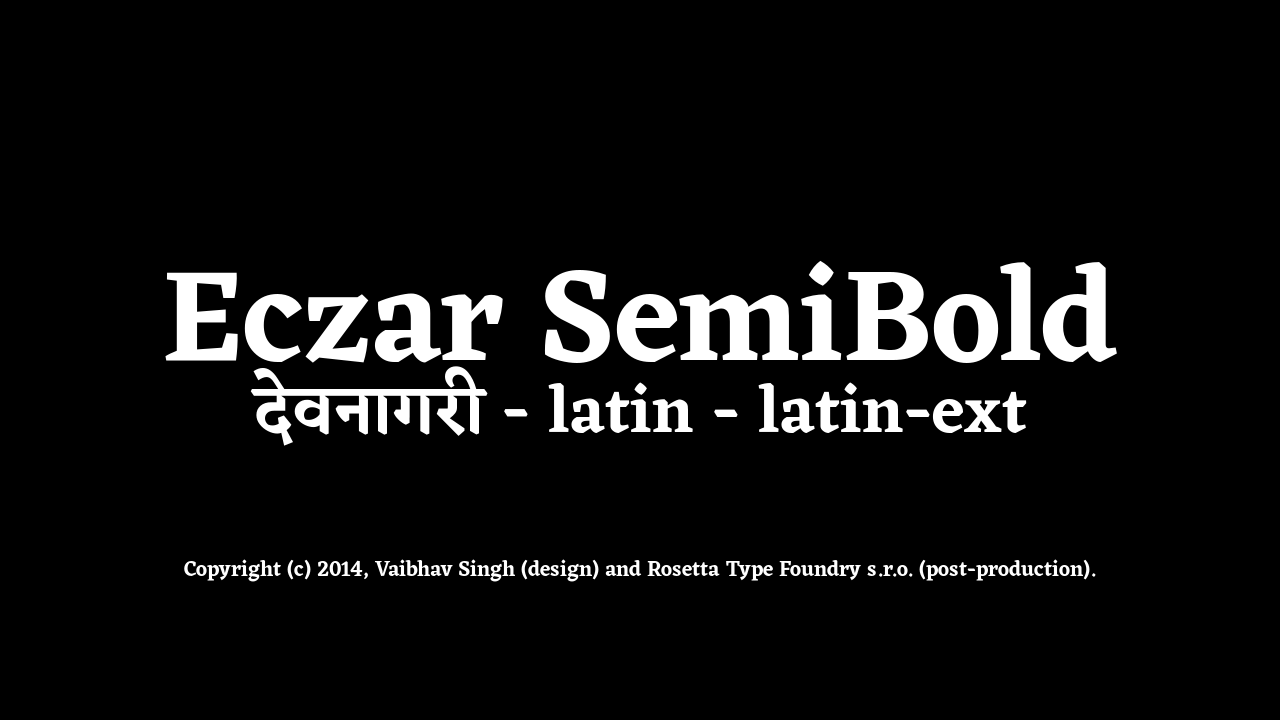 Eczar SemiBold
देवनागरी - latin - latin-ext
Copyright (c) 2014, Vaibhav Singh (design) and Rosetta Type Foundry s.r.o. (post-production).